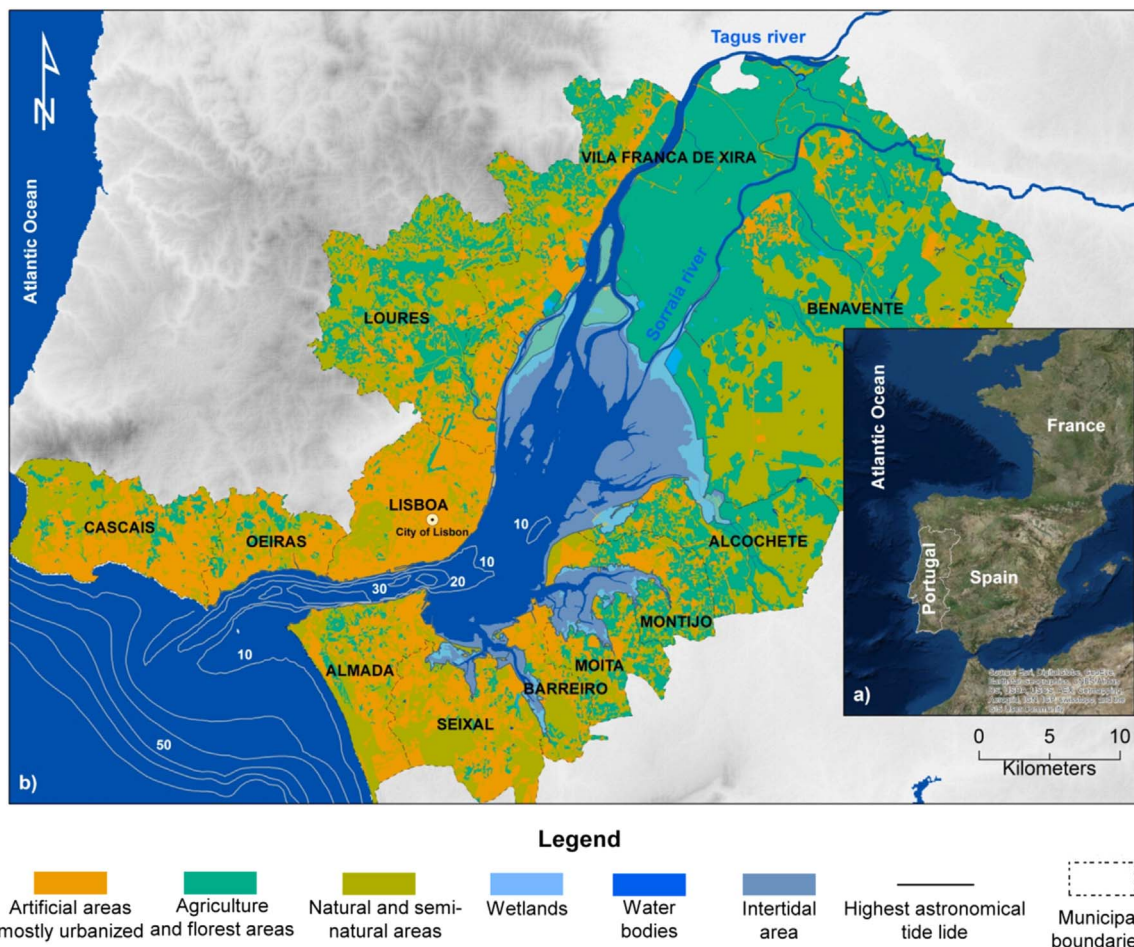 Tagus river
N
VILA FRANCA DE XIRA
Atlantic Ocean
Sorraia river
LOURES
BENAVENTE
Atlantic Ocean
France
LISBOA
City of Lisbon
10
CASCAIS
OEIRAS
ALCOCHETE
10
20
30
Portugal
Spain
MONTIJO
10
ALMADA
MOITA
BARREIRO
a)
SEIXAL
50
0 5 10
Kilometers
b)
Legend
Artificial areas
mostly urbanized
Agriculture
and florest areas
Natural and semi-
natural areas
Wetlands
Water
bodies
Intertidal
area
Highest astronomical
tide lide
Municipa
boundarie